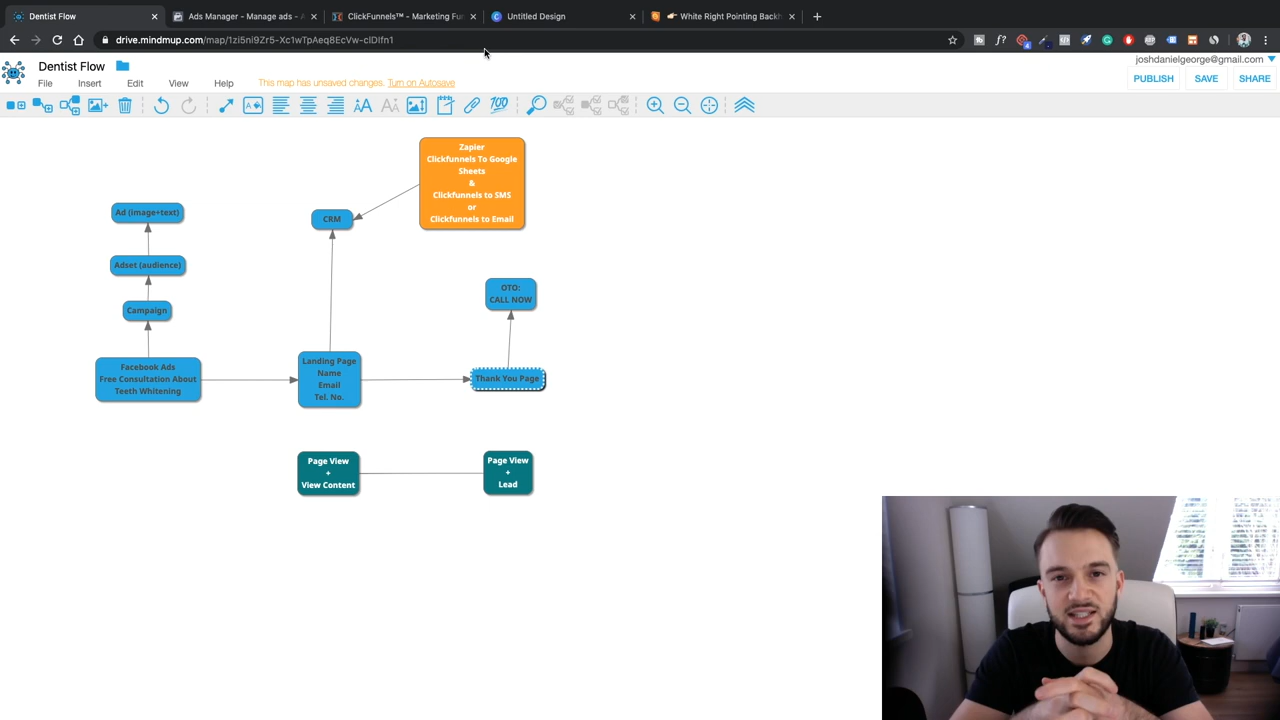 Dentist Flow
Ads Manager - Manage ads - A
ClickFunnels™ - Marketing Fun
Untitled Design
White Right Pointing Backh
drive.mindmup.com/map/1zi5ni9Zr5-Xc1wTpAeq8EcVw-cIDIfn1
Dentist Flow
joshdanielgeorge@gmail.com
File
Insert
Edit
View
Help
This map has unsaved changes. Turn on Autosave
PUBLISH
SAVE
SHARE
Zapier
Clickfunnels To Google
Sheets
&
Clickfunnels to SMS
or
Clickfunnels to Email
Ad (image+text)
CRM
Adset (audience)
OTO:
CALL NOW
Campaign
Facebook Ads
Free Consultation About
Teeth Whitening
Landing Page
Name
Email
Tel. No.
Thank You Page
Page View
+
View Content
Page View
+
Lead